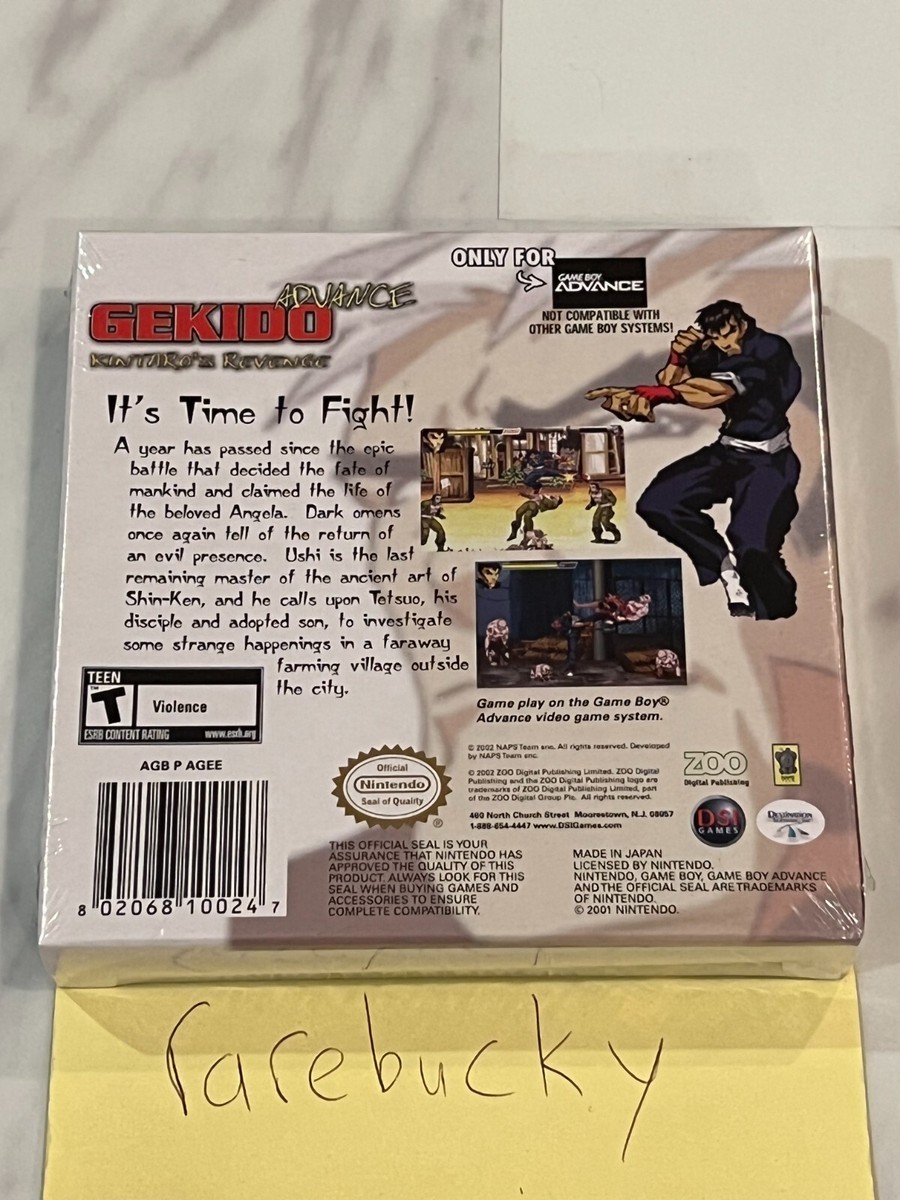 ONLY FOR
GAME BOY
ADVANCE
NOT COMPATIBLE WITH
OTHER GAME BOY SYSTEMS!
ADVANCE
GEKIDO
KINTARO'S REVENGE
It's Time to Fight!
A year has passed since the epic
battle that decided the fate of
mankind and claimed the life of
the beloved Angela. Dark omens
once again tell of the return of
an evil presence. Ushi is the last
remaining master of the ancient art of
Shin-Ken, and he calls upon Tetsuo, his
disciple and adopted son, to investigate
some strange happenings in a faraway
farming village outside
the city.
Game play on the Game Boy®
Advance video game system.
TEEN
T
™
Violence
ESRB CONTENT RATING www.esrb.org
AGB P AGEE
8 02068 10024 7
Official
Nintendo
Seal of Quality
®
THIS OFFICIAL SEAL IS YOUR
ASSURANCE THAT NINTENDO HAS
APPROVED THE QUALITY OF THIS
PRODUCT. ALWAYS LOOK FOR THIS
SEAL WHEN BUYING GAMES AND
ACCESSORIES TO ENSURE
COMPLETE COMPATIBILITY.
© 2002 NAPS Team snc. All rights reserved. Developed
by NAPS Team snc.
© 2002 ZOO Digital Publishing Limited. ZOO Digital
Publishing and the ZOO Digital Publishing logo are
trademarks of ZOO Digital Publishing Limited, part
of the ZOO Digital Group Plc. All rights reserved.
460 North Church Street Moorestown, N.J. 08057
1-888-654-4447 www.DSIGames.com
ZOO
Digital Publishing
DSI
GAMES
DESTINATION
MADE IN JAPAN
LICENSED BY NINTENDO.
NINTENDO, GAME BOY, GAME BOY ADVANCE
AND THE OFFICIAL SEAL ARE TRADEMARKS
OF NINTENDO.
© 2001 NINTENDO.
rarebucky